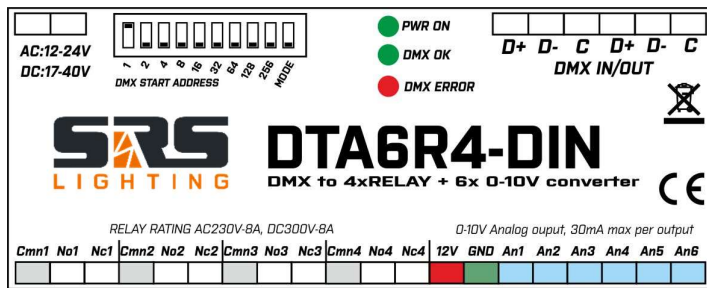 AC:12-24V
DC:17-40V
1 2 4 8 16 32 64 128 256 MODE
DMX START ADDRESS
PWR ON
DMX OK
DMX ERROR
D+ D- C D+ D- C
DMX IN/OUT
SRS
LIGHTING
DTA6R4-DIN
DMX to 4xRELAY + 6x 0-10V converter
CE
RELAY RATING AC230V-8A, DC300V-8A
0-10V Analog ouput, 30mA max per output
Cmn1 No1 Nc1 Cmn2 No2 Nc2 Cmn3 No3 Nc3 Cmn4 No4 Nc4 12V GND An1 An2 An3 An4 An5 An6